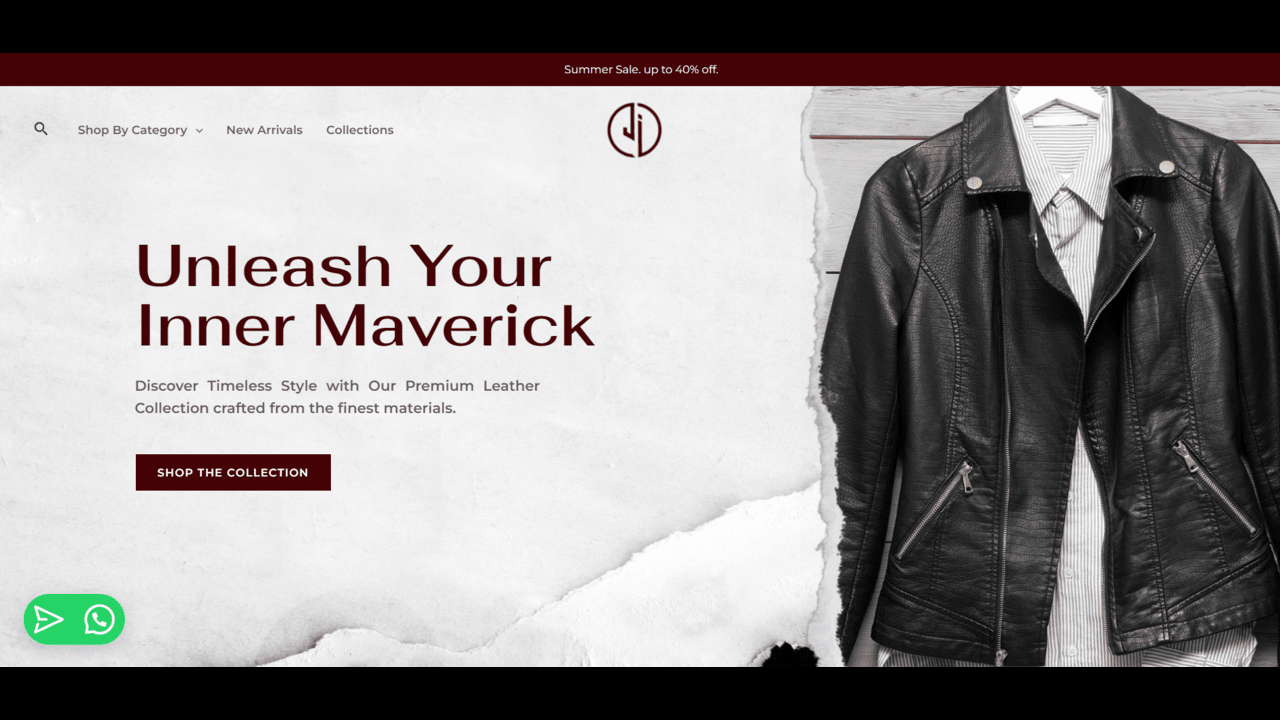 Summer Sale. up to 40% off.
Shop By Category New Arrivals Collections
Unleash Your
Inner Maverick
Discover Timeless Style with Our Premium Leather
Collection crafted from the finest materials.
SHOP THE COLLECTION